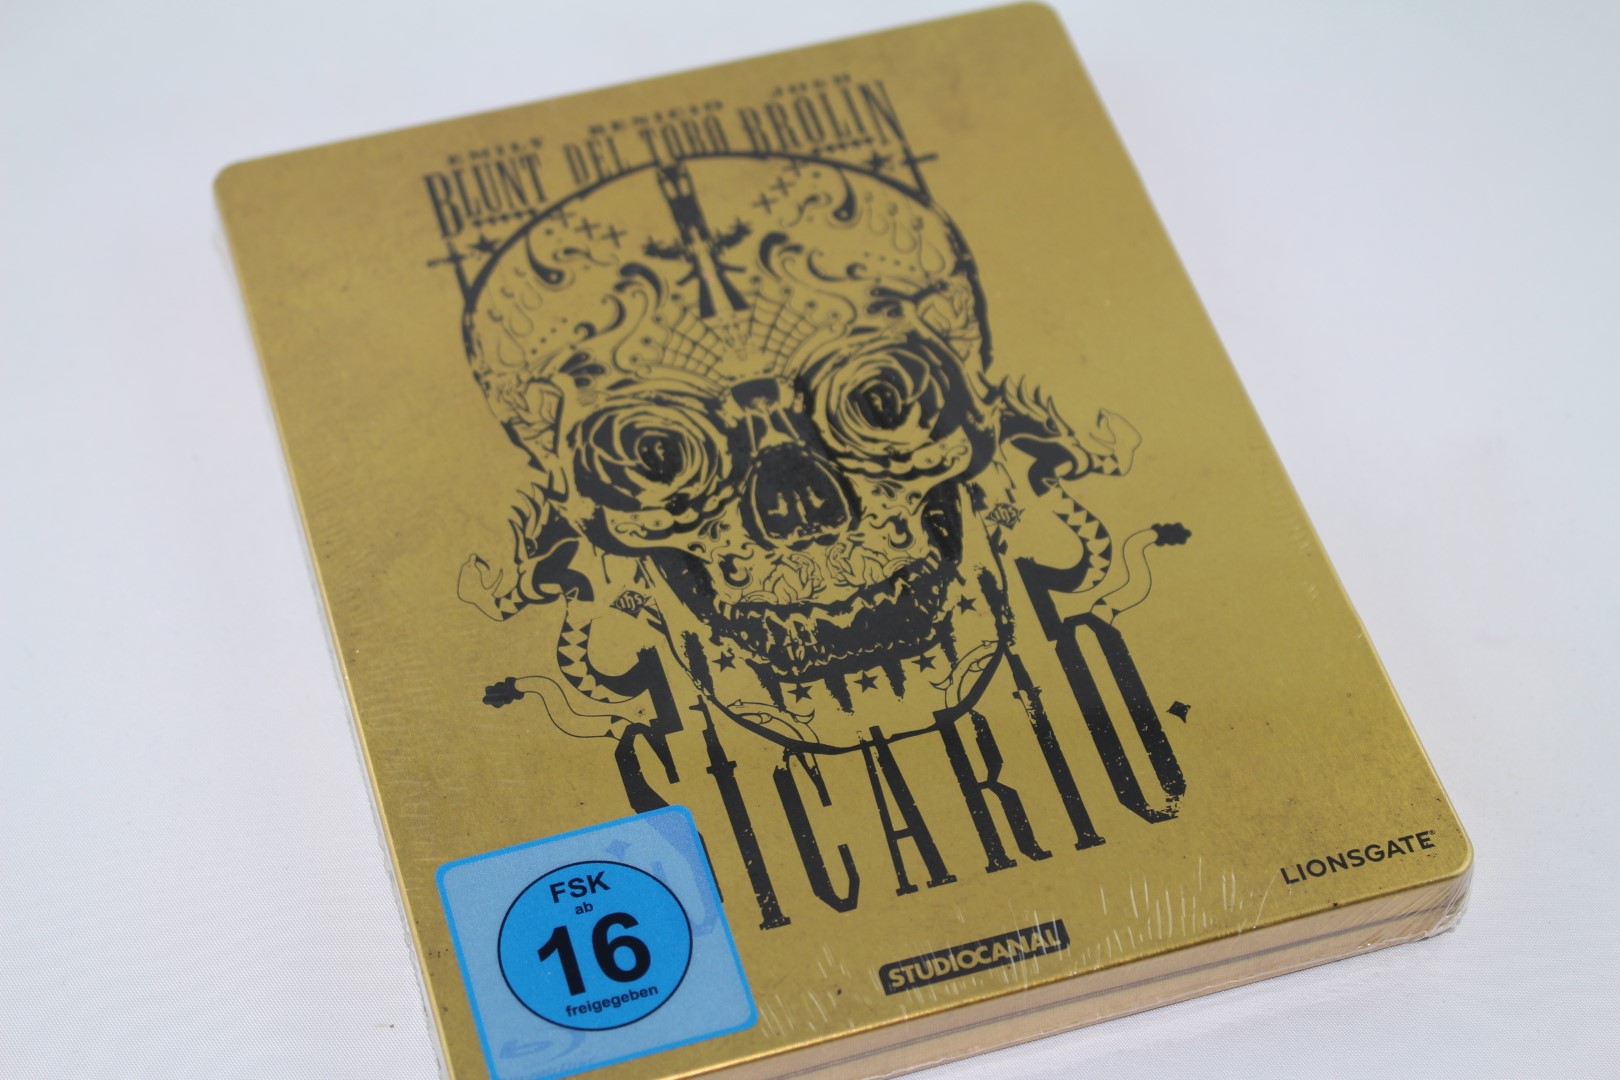 EMILY BENICIO JOSH
BLUNT DEL TORO BROLIN
SICARIO.
LIONSGATE
STUDIOCANAL
FSK
ab
16
freigegeben